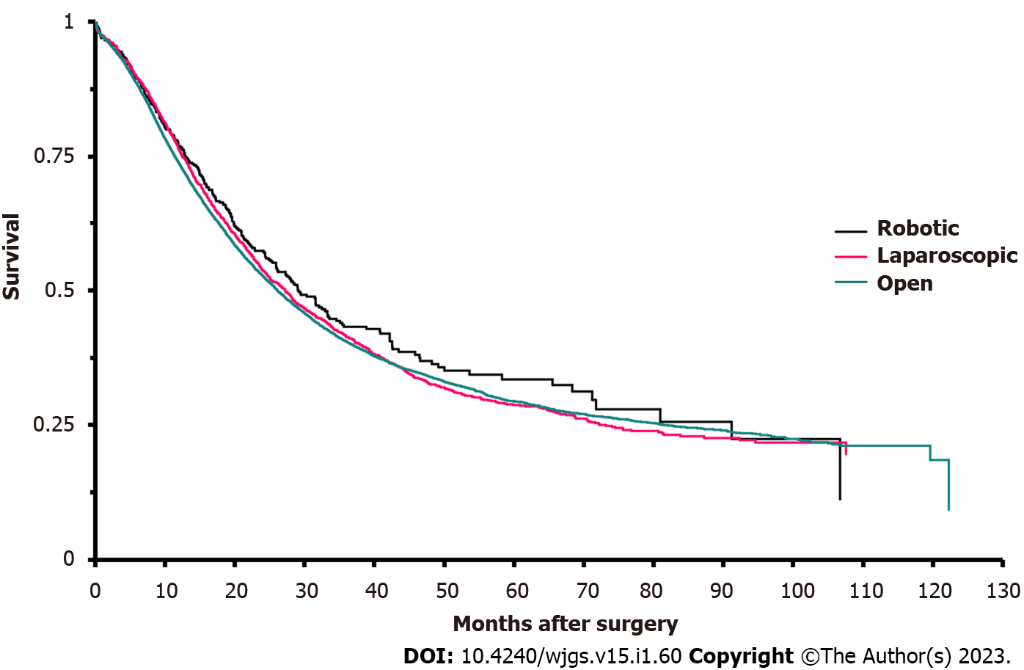 1
0.75
0.5
0.25
0
Survival
Robotic
Laparoscopic
Open
0 10 20 30 40 50 60 70 80 90 100 110 120 130
Months after surgery
DOI: 10.4240/wjgs.v15.i1.60 Copyright ©The Author(s) 2023.